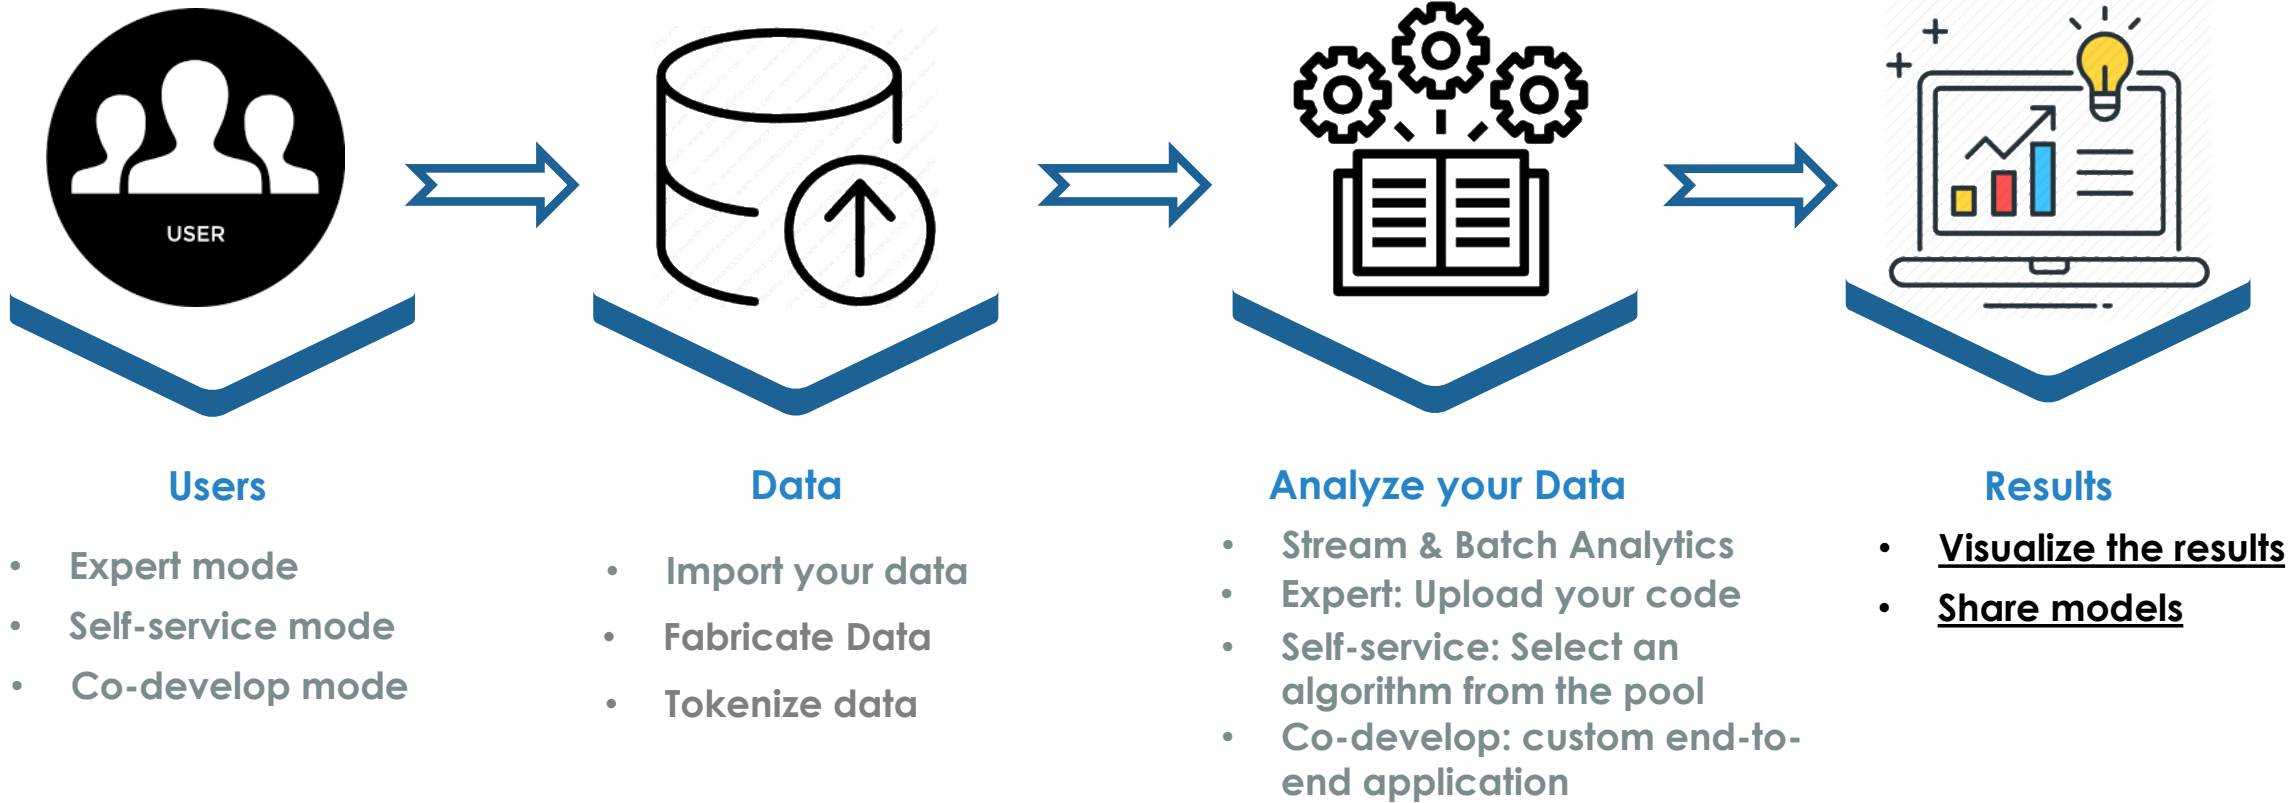 USER
Users
• Expert mode
• Self-service mode
• Co-develop mode
Data
• Import your data
• Fabricate Data
• Tokenize data
Analyze your Data
• Stream & Batch Analytics
• Expert: Upload your code
• Self-service: Select an
algorithm from the pool
• Co-develop: custom end-to-
end application
Results
• Visualize the results
• Share models